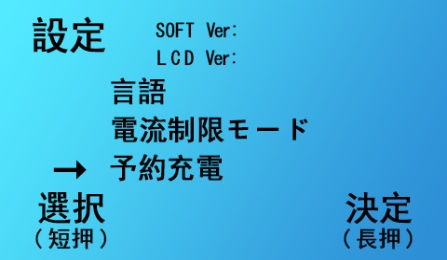 設定
SOFT Ver:
LCD Ver:
言語
電流制限モード
→ 予約充電
選択 決定
(短押) (長押)